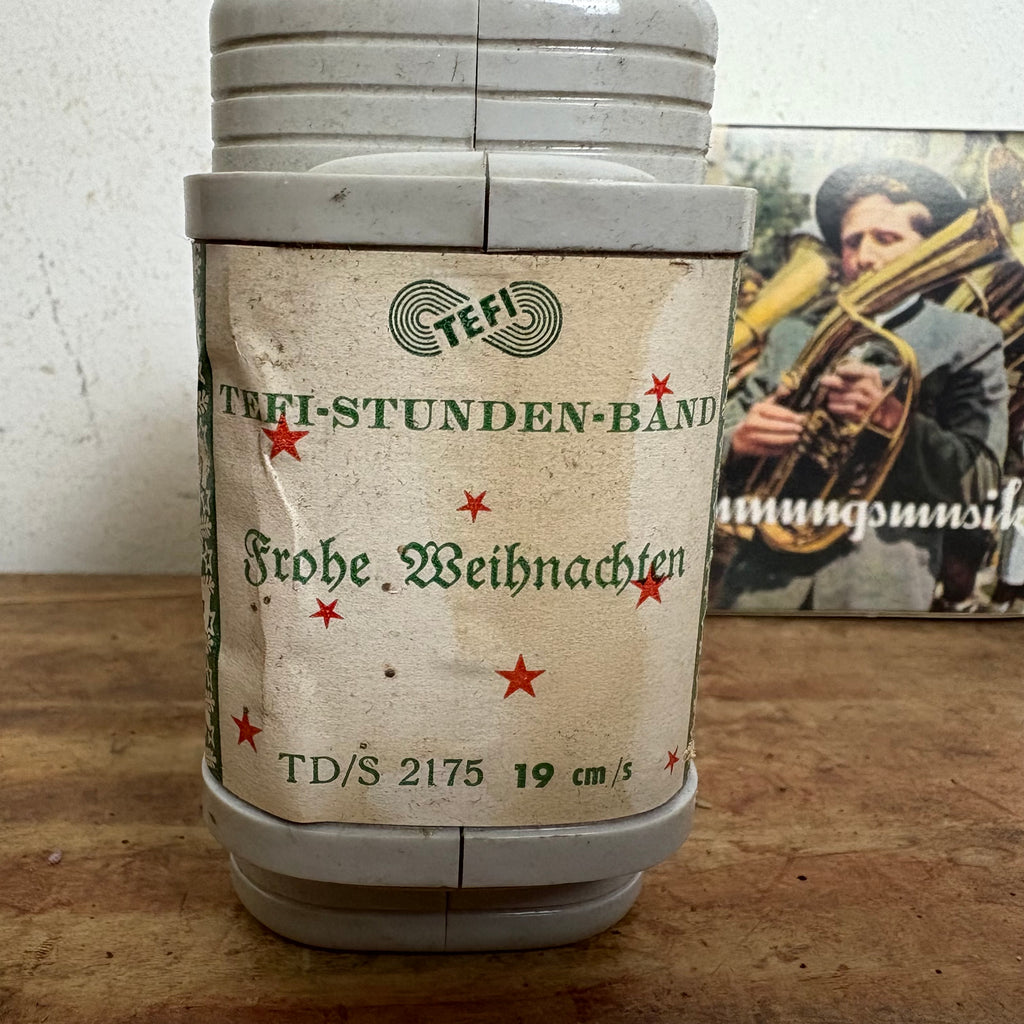 TEFI
TEFI-STUNDEN-BAND
Frohe Weihnachten
TD/S 2175 19 cm/s